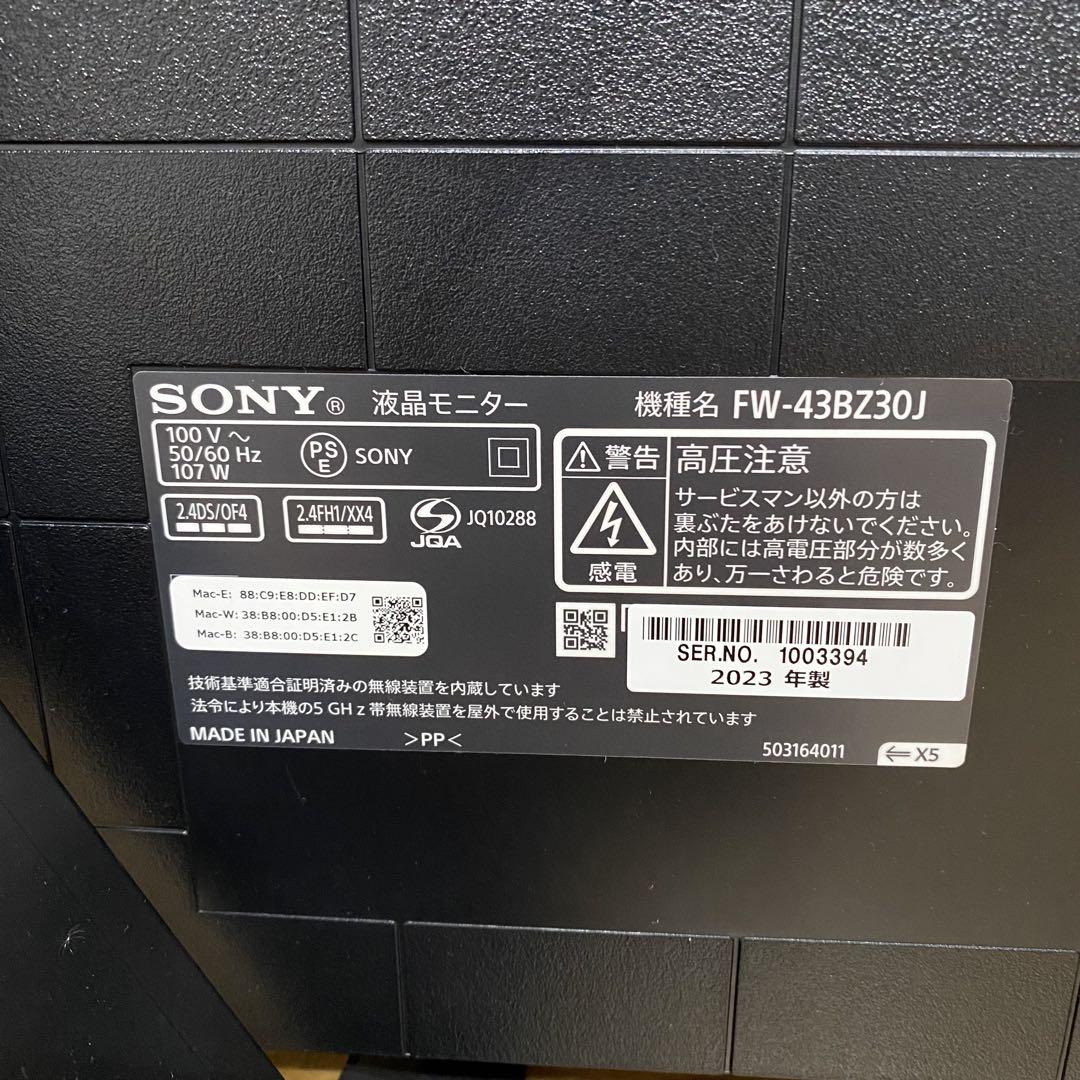 SONY® 液晶モニター
機種名 FW-43BZ30J
100 V ~
50/60 Hz
107 W
PS
E
SONY
2.4DS/OF4
2.4FH1/XX4
JQA
JQ10288
⚠警告
高圧注意
感電
サービスマン以外の方は
裏ぶたをあけないでください。
内部には高電圧部分が数多く
あり、万一さわると危険です。
Mac-E: 88:C9:E8:DD:EF:D7
Mac-W: 38:B8:00:D5:E1:2B
Mac-B: 38:B8:00:D5:E1:2C
SER.NO. 1003394
2023 年製
技術基準適合証明済みの無線装置を内蔵しています
法令により本機の5 GHz帯無線装置を屋外で使用することは禁止されています
MADE IN JAPAN >PP<
503164011
⇐ X5